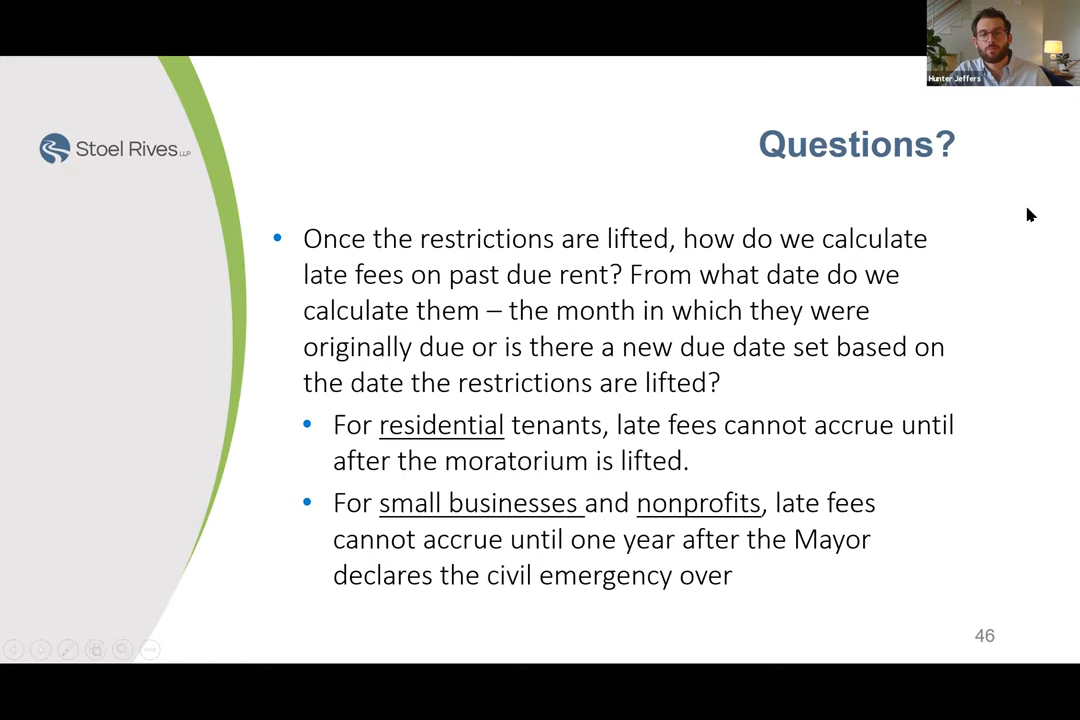 Hunter Jeffers
Stoel Rives LLP
Questions?
• Once the restrictions are lifted, how do we calculate
late fees on past due rent? From what date do we
calculate them – the month in which they were
originally due or is there a new due date set based on
the date the restrictions are lifted?
• For residential tenants, late fees cannot accrue until
after the moratorium is lifted.
• For small businesses and nonprofits, late fees
cannot accrue until one year after the Mayor
declares the civil emergency over
46